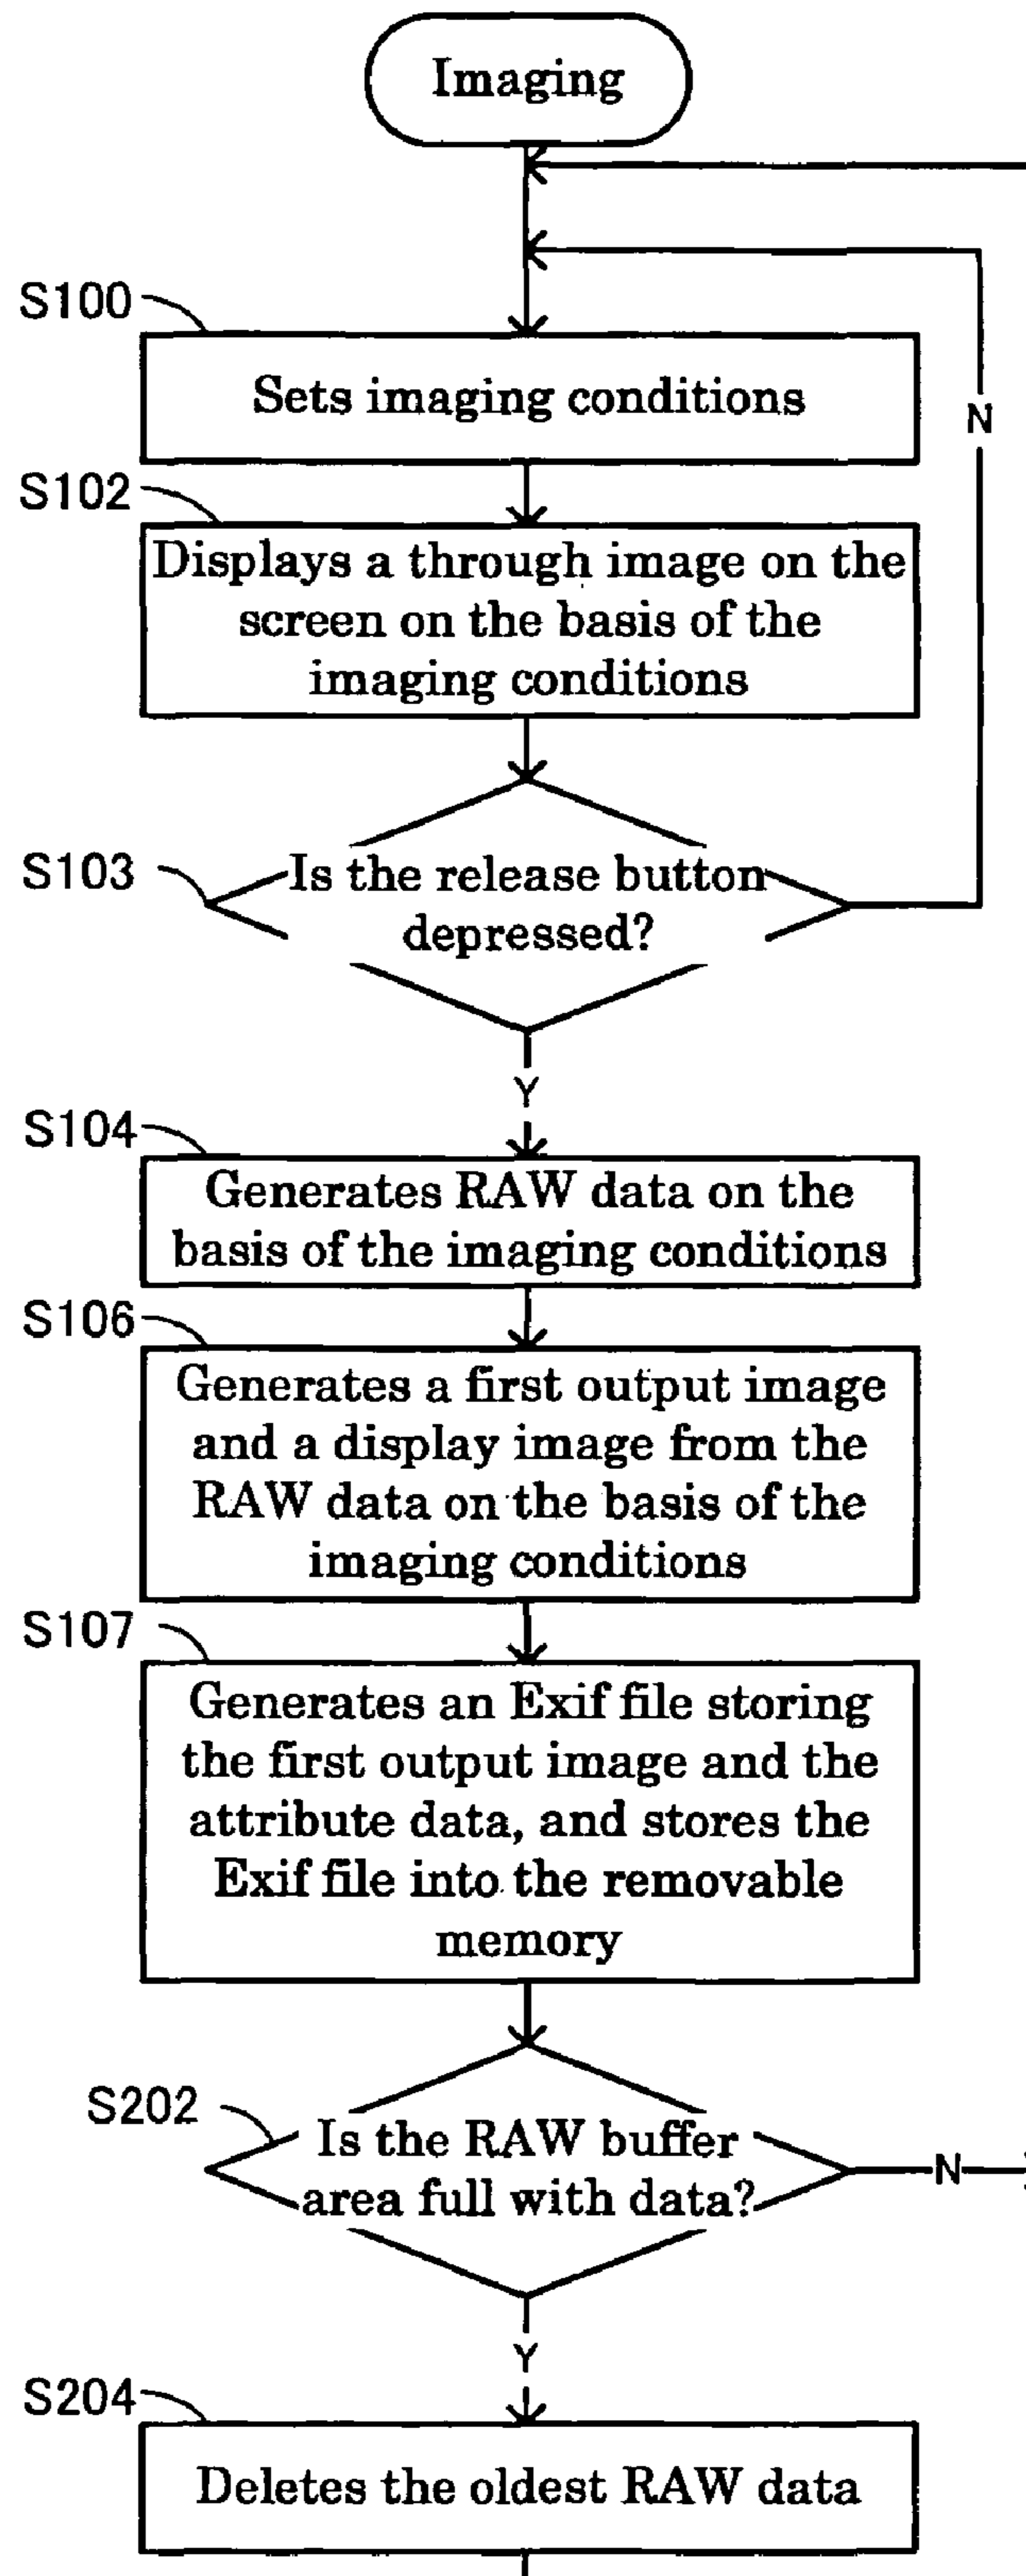 Imaging
S100
Sets imaging conditions
N
S102
Displays a through image on the
screen on the basis of the
imaging conditions
S103
Is the release button
depressed?
Y
S104
Generates RAW data on the
basis of the imaging conditions
S106
Generates a first output image
and a display image from the
RAW data on the basis of the
imaging conditions
S107
Generates an Exif file storing
the first output image and the
attribute data, and stores the
Exif file into the removable
memory
S202
Is the RAW buffer
area full with data?
N
Y
S204
Deletes the oldest RAW data